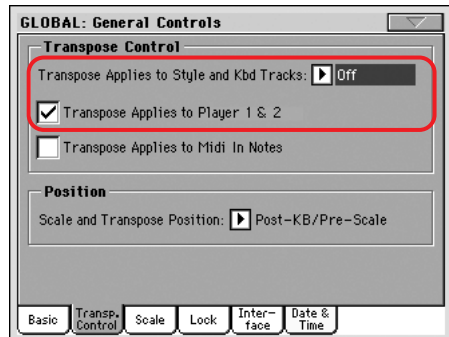 GLOBAL: General Controls
Transpose Control
Transpose Applies to Style and Kbd Tracks: Off
Transpose Applies to Player 1 & 2
Transpose Applies to Midi In Notes
Position
Scale and Transpose Position: Post-KB/Pre-Scale
Basic
Transp.
Control
Scale
Lock
Inter-
face
Date &
Time